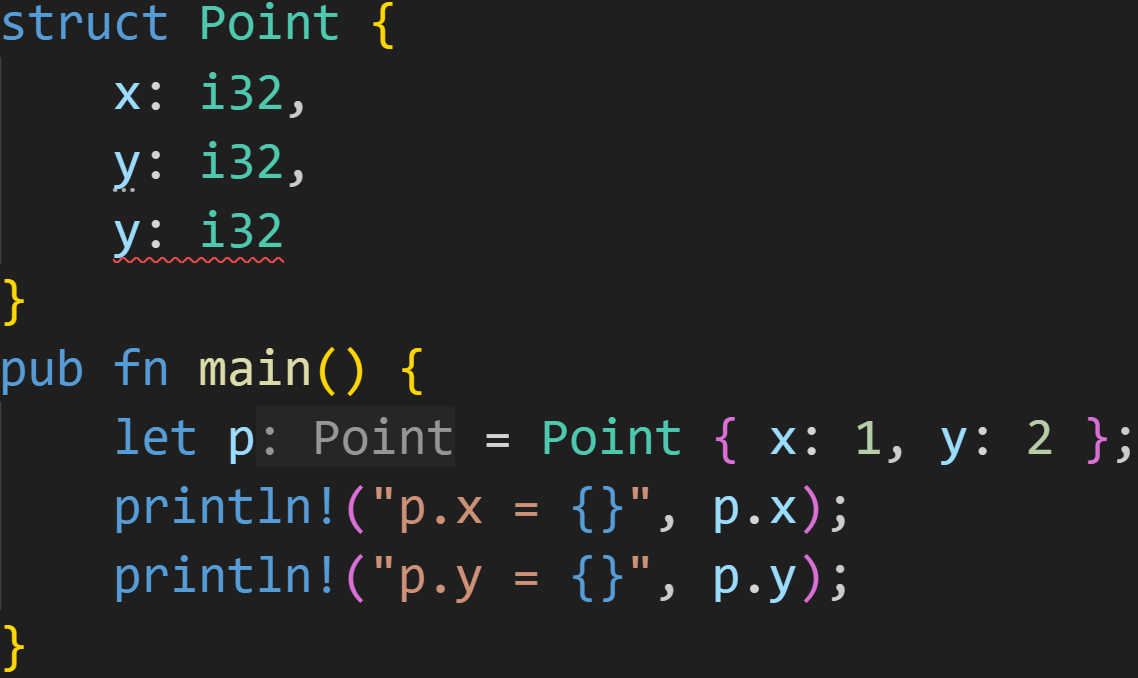 struct Point {
    x: i32,
    y: i32,
    y: i32
}
pub fn main() {
    let p: Point = Point { x: 1, y: 2 };
    println!("p.x = {}", p.x);
    println!("p.y = {}", p.y);
}